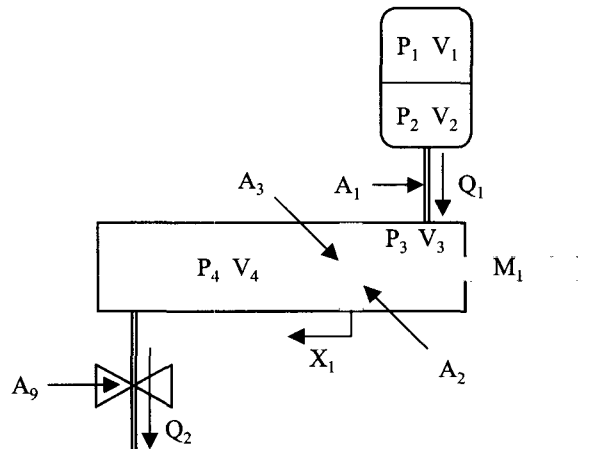 P₁ V₁
P₂ V₂
A₃
A₁
Q₁
P₃ V₃
P₄ V₄
M₁
X₁
A₂
A₉
Q₂